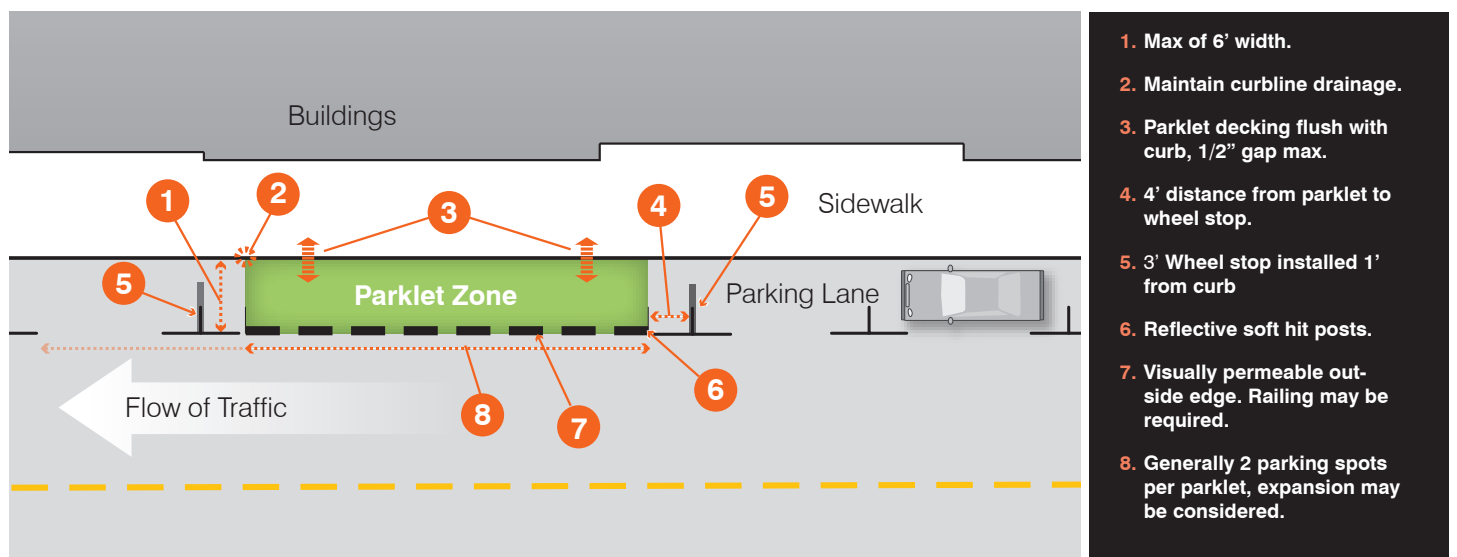 Buildings
1
2
3
4
5
Sidewalk
5
Parklet Zone
Parking Lane
6
Flow of Traffic
8
7
1. Max of 6’ width.
2. Maintain curbline drainage.
3. Parklet decking flush with
curb, 1/2” gap max.
4. 4’ distance from parklet to
wheel stop.
5. 3’ Wheel stop installed 1’
from curb
6. Reflective soft hit posts.
7. Visually permeable out-
side edge. Railing may be
required.
8. Generally 2 parking spots
per parklet, expansion may
be considered.